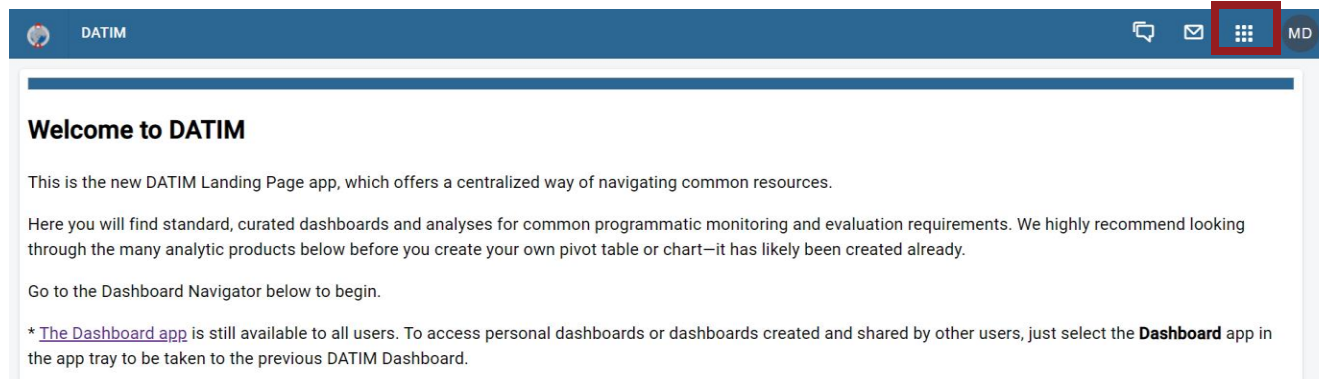 DATIM
MD
Welcome to DATIM
This is the new DATIM Landing Page app, which offers a centralized way of navigating common resources.
Here you will find standard, curated dashboards and analyses for common programmatic monitoring and evaluation requirements. We highly recommend looking
through the many analytic products below before you create your own pivot table or chart—it has likely been created already.
Go to the Dashboard Navigator below to begin.
* The Dashboard app is still available to all users. To access personal dashboards or dashboards created and shared by other users, just select the Dashboard app in
the app tray to be taken to the previous DATIM Dashboard.